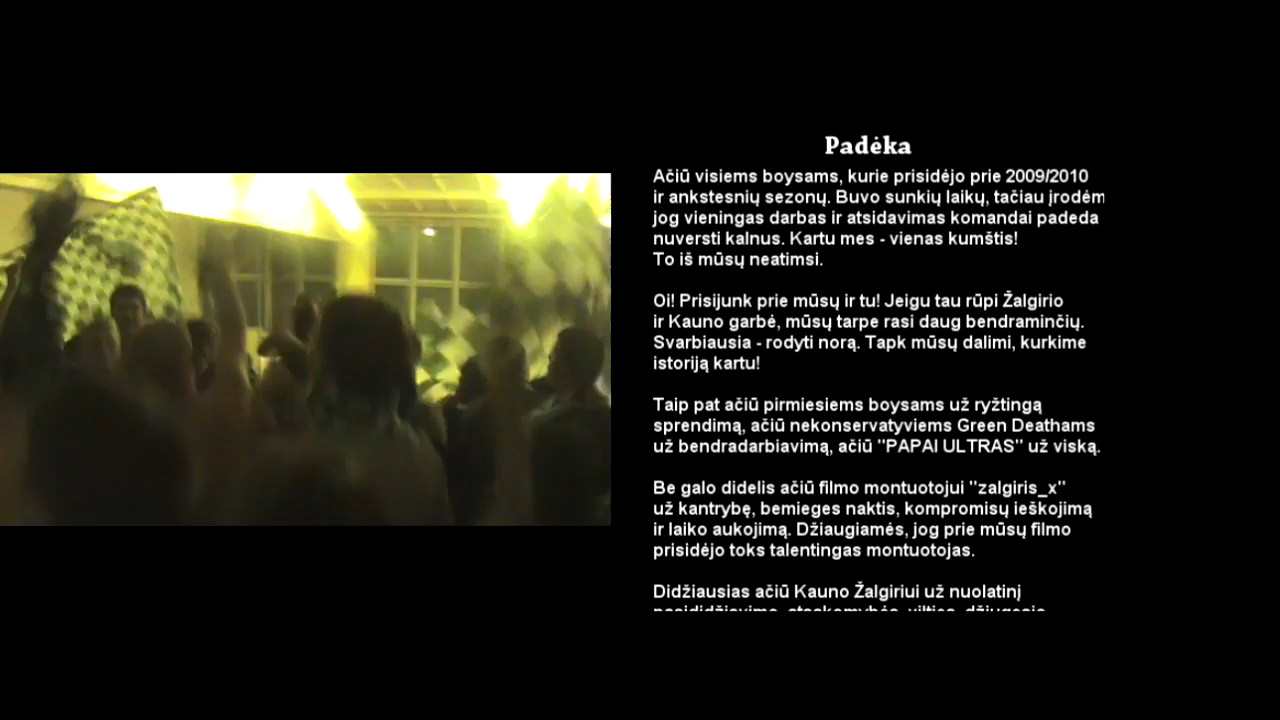 Padėka
Ačiū visiems boysams, kurie prisidėjo prie 2009/2010
ir ankstesnių sezonų. Buvo sunkių laikų, tačiau įrodėm
jog vieningas darbas ir atsidavimas komandai padeda
nuversti kalnus. Kartu mes - vienas kumštis!
To iš mūsų neatimsi.
Oi! Prisijunk prie mūsų ir tu! Jeigu tau rūpi Žalgirio
ir Kauno garbė, mūsų tarpe rasi daug bendraminčių.
Svarbiausia - rodyti norą. Tapk mūsų dalimi, kurkime
istoriją kartu!
Taip pat ačiū pirmiesiems boysams už ryžtingą
sprendimą, ačiū nekonservatyviems Green Deathams
už bendradarbiavimą, ačiū "PAPAI ULTRAS" už viską.
Be galo didelis ačiū filmo montuotojui "zalgiris_x"
už kantrybę, bemieges naktis, kompromisų ieškojimą
ir laiko aukojimą. Džiaugiamės, jog prie mūsų filmo
prisidėjo toks talentingas montuotojas.
Didžiausias ačiū Kauno Žalgiriui už nuolatinį